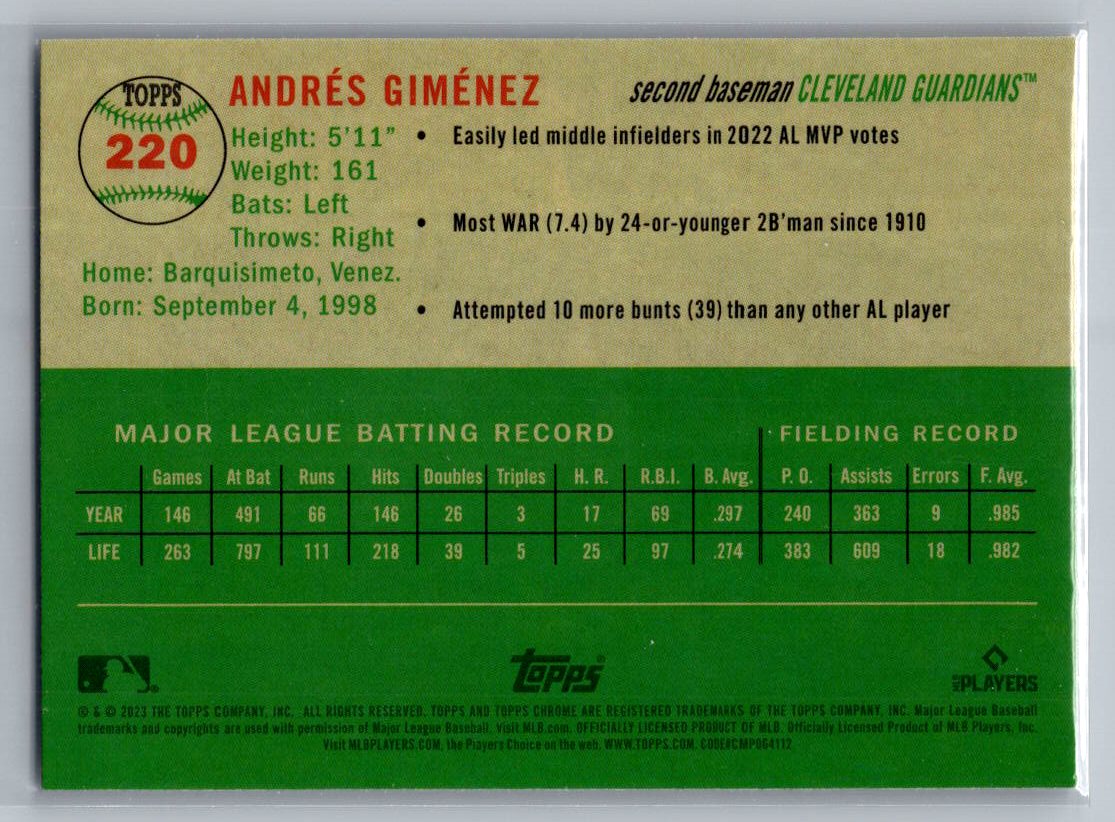 TOPPS
220
ANDRÉS GIMÉNEZ
second baseman CLEVELAND GUARDIANS™
Height: 5'11"
Weight: 161
Bats: Left
Throws: Right
Home: Barquisimeto, Venez.
Born: September 4, 1998
• Easily led middle infielders in 2022 AL MVP votes
• Most WAR (7.4) by 24-or-younger 2B'man since 1910
• Attempted 10 more bunts (39) than any other AL player
MAJOR LEAGUE BATTING RECORD FIELDING RECORD
Games At Bat Runs Hits Doubles Triples H. R. R.B.I. B. Avg. P. O. Assists Errors F. Avg.
YEAR 146 491 66 146 26 3 17 69 .297 240 363 9 .985
LIFE 263 797 111 218 39 5 25 97 .274 383 609 18 .982
topps®
MLB PLAYERS
® & © 2023 THE TOPPS COMPANY, INC. ALL RIGHTS RESERVED. TOPPS AND TOPPS CHROME ARE REGISTERED TRADEMARKS OF THE TOPPS COMPANY, INC. Major League Baseball
trademarks and copyrights are used with permission of Major League Baseball. Visit MLB.com. OFFICIALLY LICENSED PRODUCT OF MLB. Officially Licensed Product of MLB Players, Inc.
Visit MLBPLAYERS.COM, the Players Choice on the web. WWW.TOPPS.COM. CODE#CMP064112